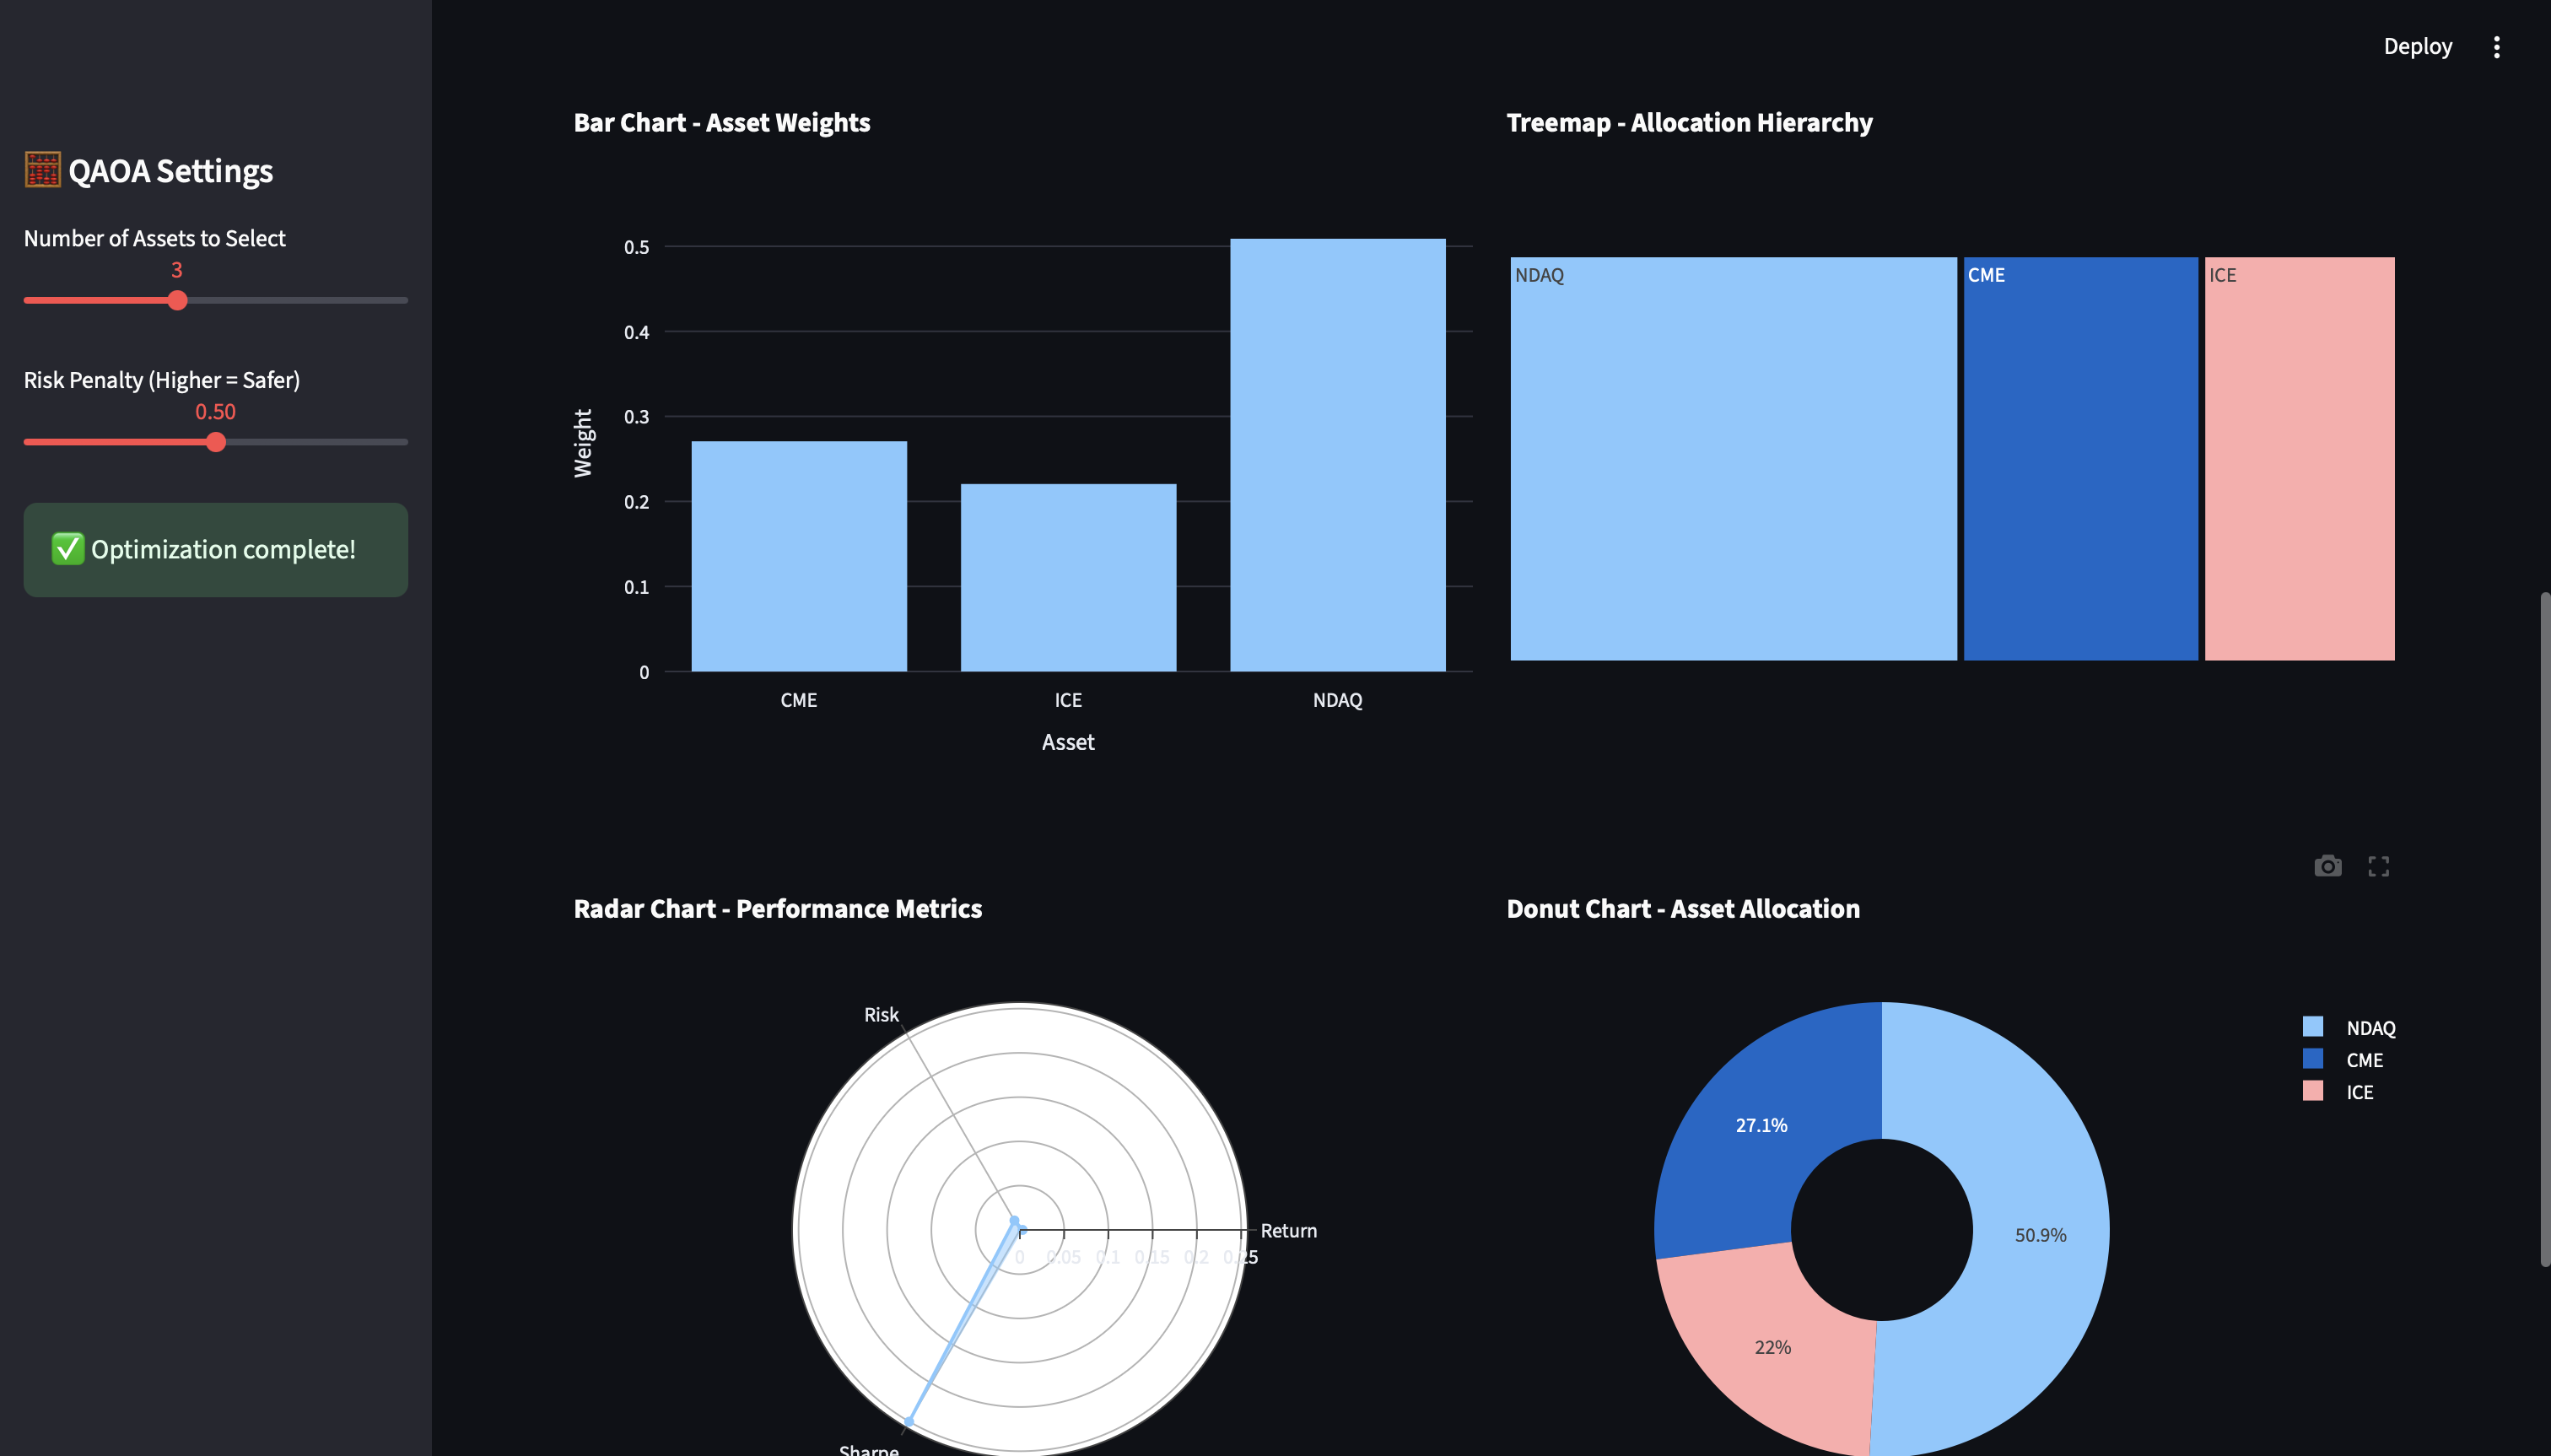 Deploy
QAOA Settings
Number of Assets to Select
3
Risk Penalty (Higher = Safer)
0.50
Optimization complete!
Bar Chart - Asset Weights
0.5
0.4
0.3
0.2
0.1
0
Weight
CME
ICE
NDAQ
Asset
Treemap - Allocation Hierarchy
NDAQ
CME
ICE
Radar Chart - Performance Metrics
Risk
Return
0
0.05
0.1
0.15
0.2
0.25
Sharpe
Donut Chart - Asset Allocation
27.1%
50.9%
22%
NDAQ
CME
ICE